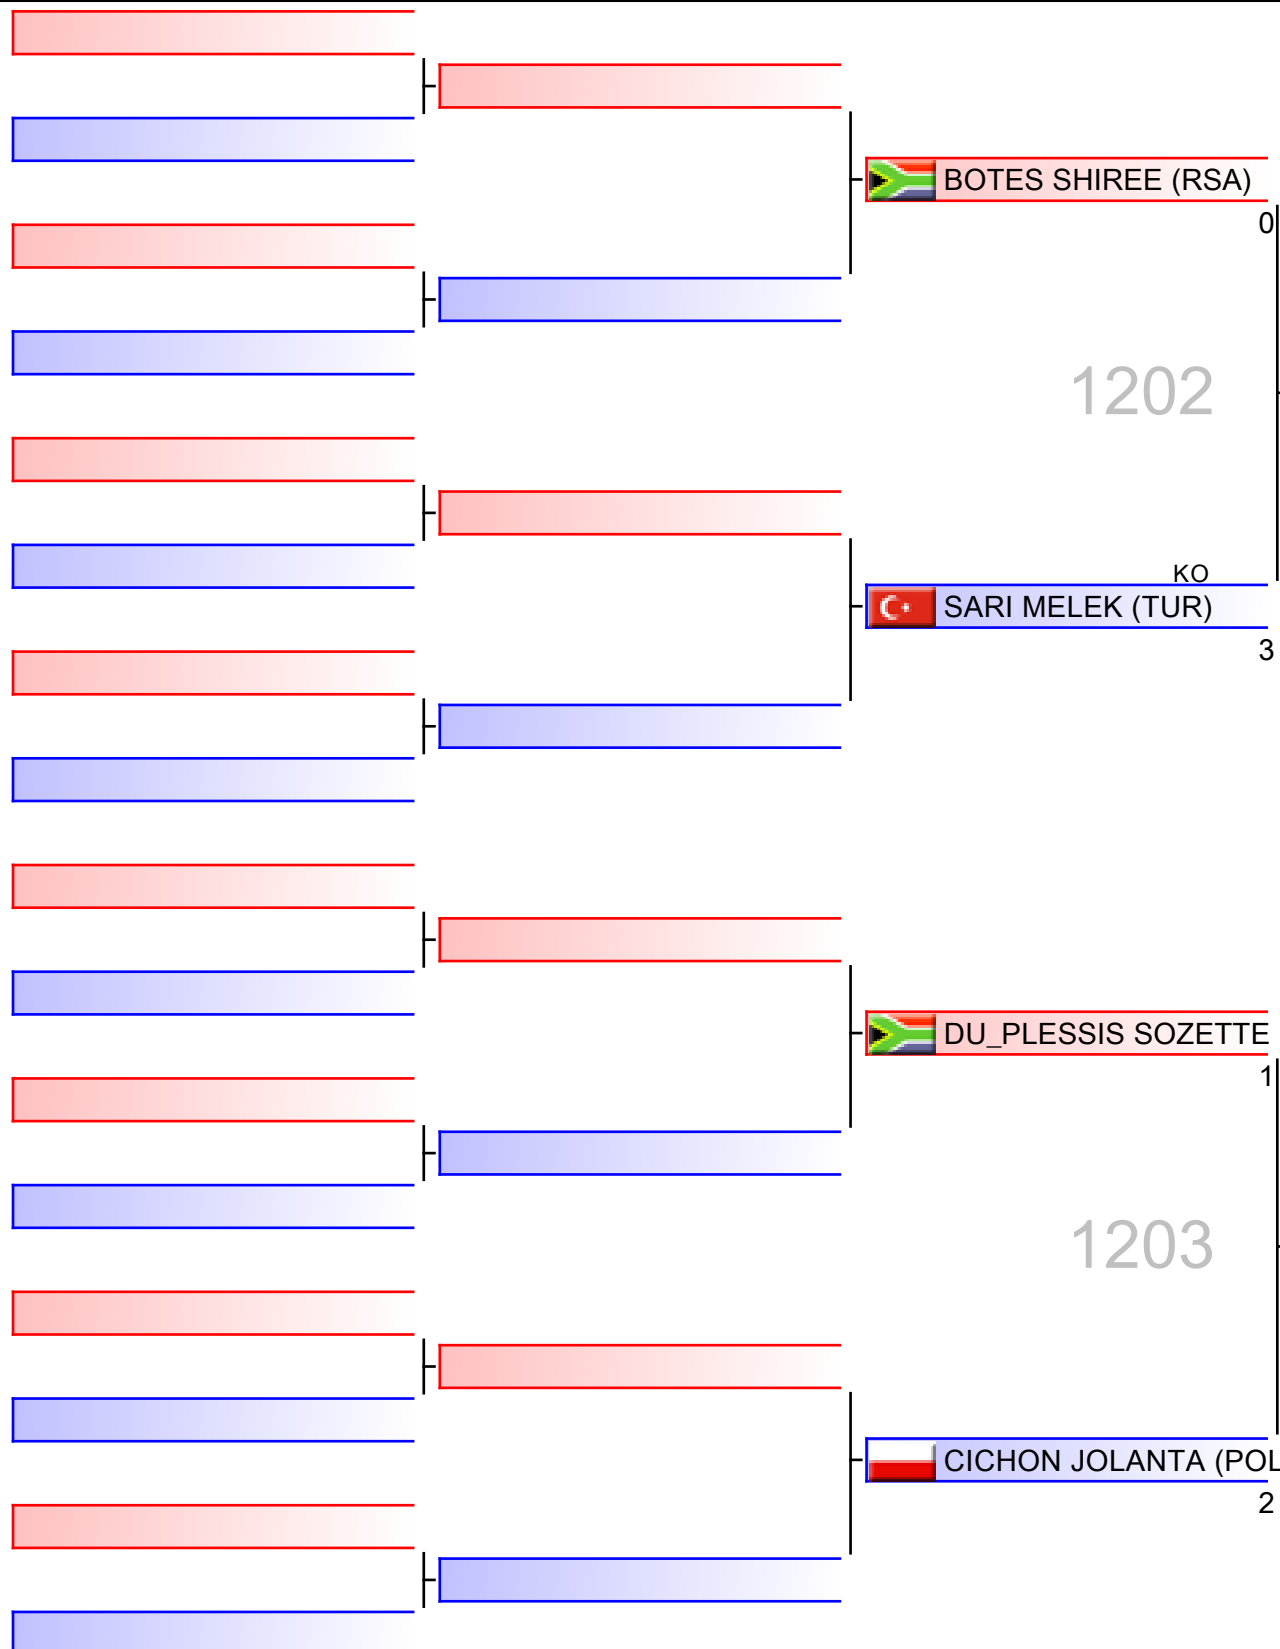 BOTES SHIREE (RSA)
0
1202
KO
SARI MELEK (TUR)
3
DU_PLESSIS SOZETTE
1
1203
CICHON JOLANTA (POL
2